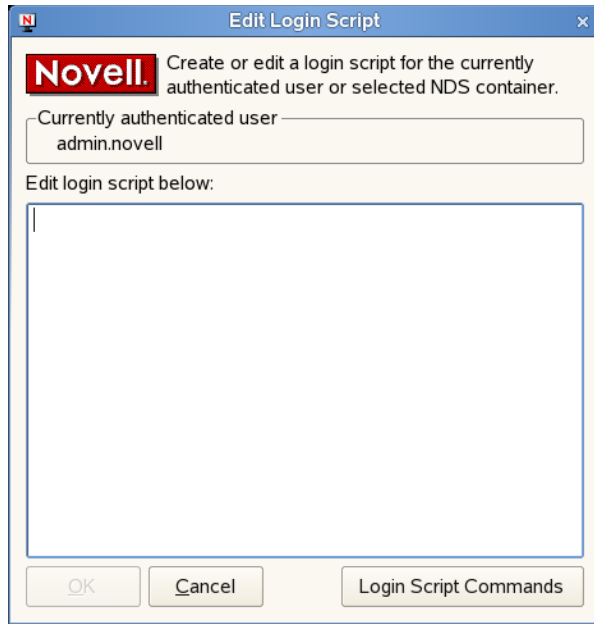 N
Edit Login Script
×
Novell.
Create or edit a login script for the currently
authenticated user or selected NDS container.
Currently authenticated user
admin.novell
Edit login script below:
OK
Cancel
Login Script Commands